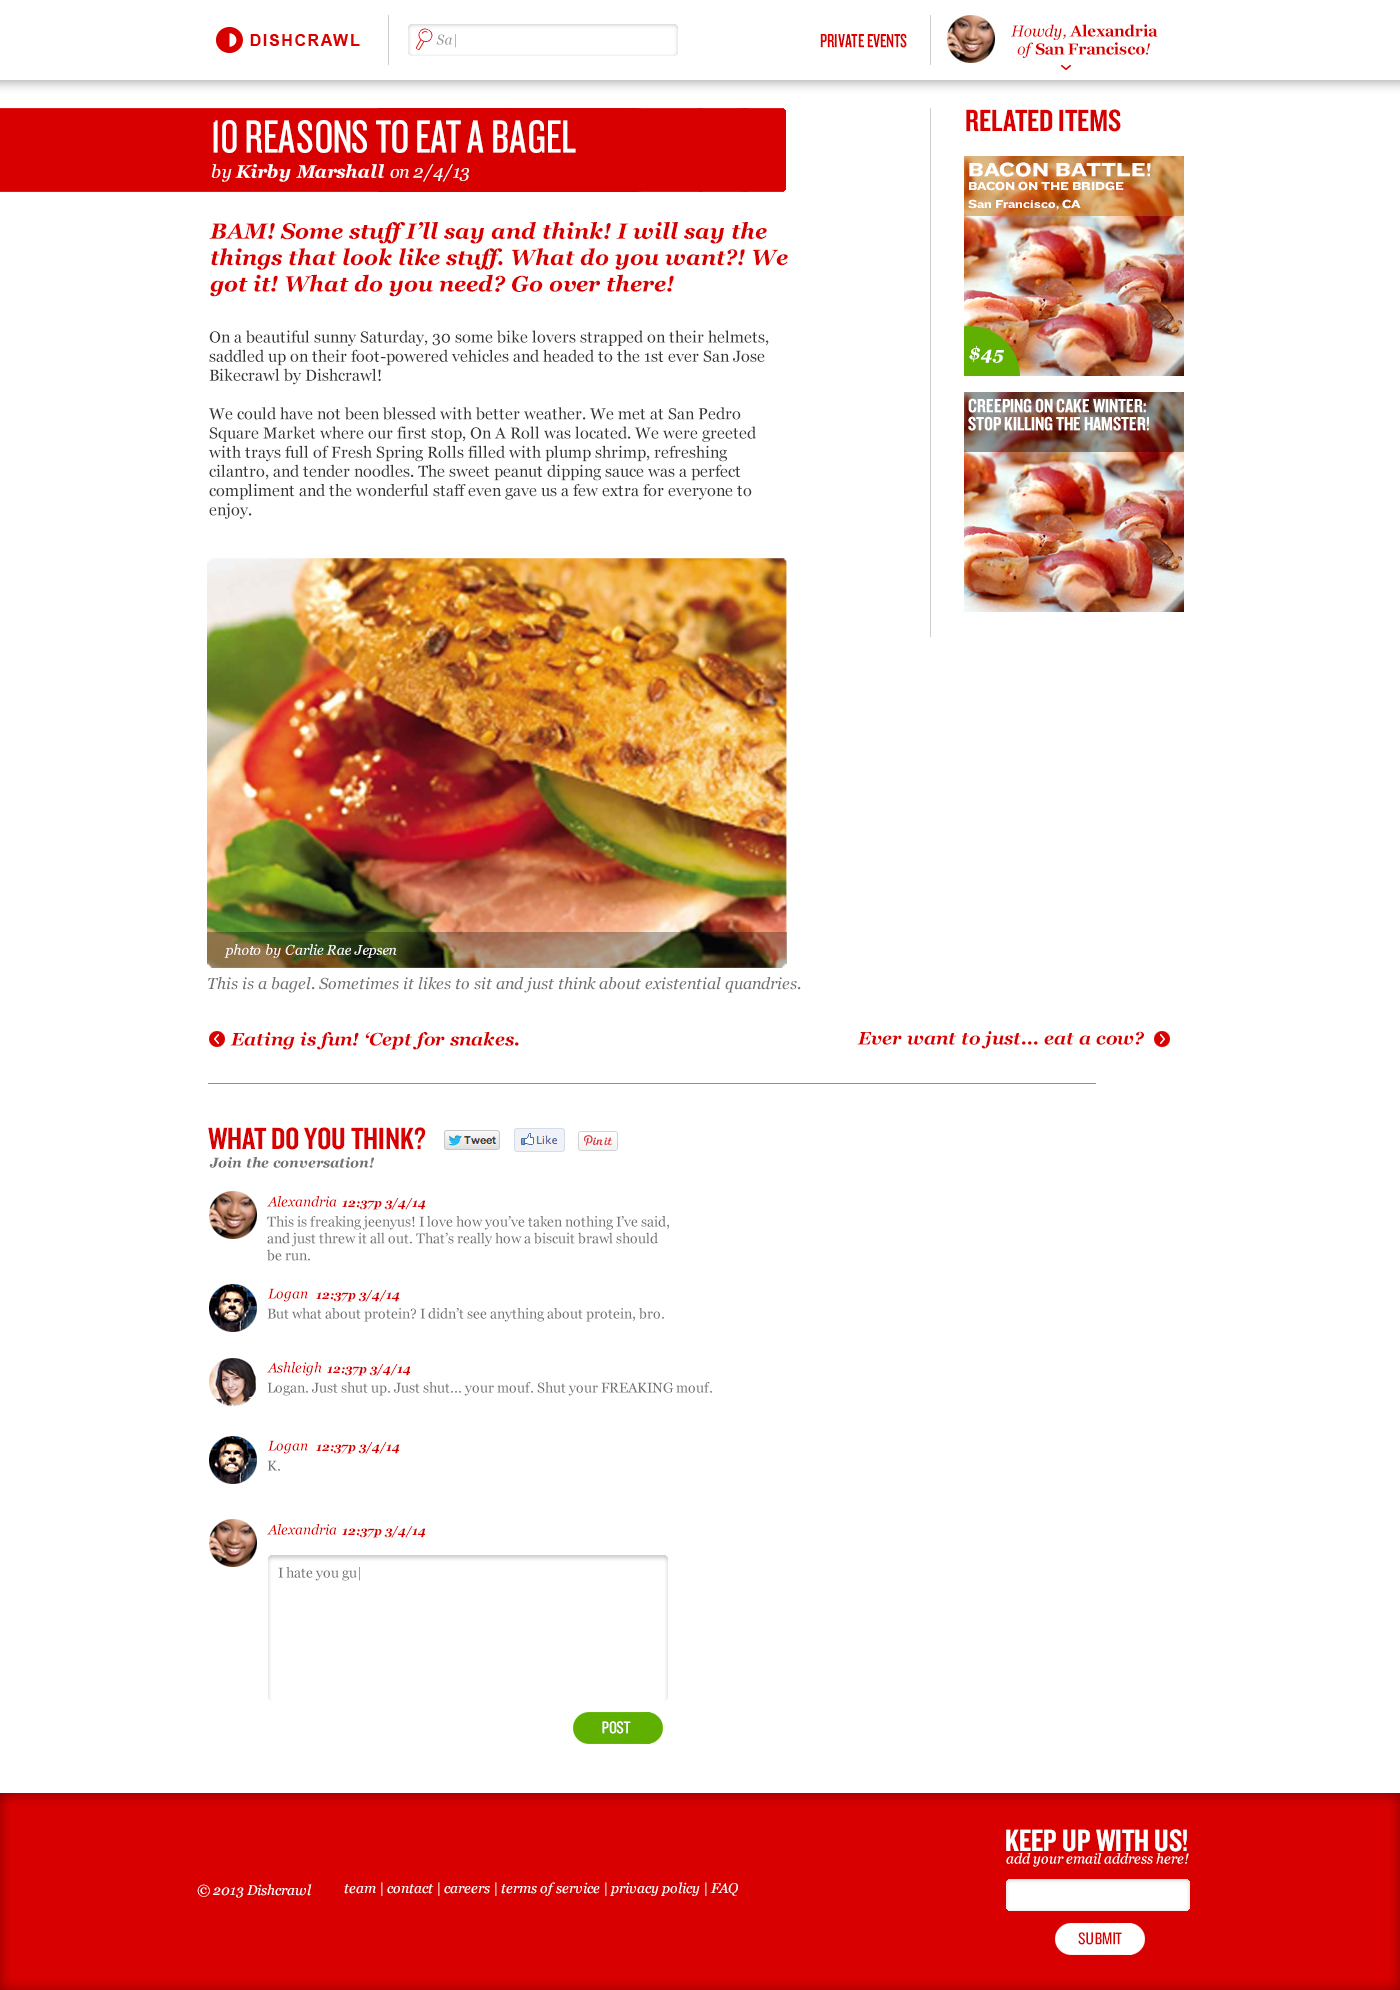 DISHCRAWL
Sa|
PRIVATE EVENTS
Howdy, Alexandria
of San Francisco!
10 REASONS TO EAT A BAGEL
by Kirby Marshall on 2/4/13
BAM! Some stuff I'll say and think! I will say the
things that look like stuff. What do you want?! We
got it! What do you need? Go over there!
On a beautiful sunny Saturday, 30 some bike lovers strapped on their helmets,
saddled up on their foot-powered vehicles and headed to the 1st ever San Jose
Bikecrawl by Dishcrawl!
We could have not been blessed with better weather. We met at San Pedro
Square Market where our first stop, On A Roll was located. We were greeted
with trays full of Fresh Spring Rolls filled with plump shrimp, refreshing
cilantro, and tender noodles. The sweet peanut dipping sauce was a perfect
compliment and the wonderful staff even gave us a few extra for everyone to
enjoy.
photo by Carlie Rae Jepsen
This is a bagel. Sometimes it likes to sit and just think about existential quandries.
RELATED ITEMS
BACON BATTLE!
BACON ON THE BRIDGE
San Francisco, CA
$45
CREEPING ON CAKE WINTER:
STOP KILLING THE HAMSTER!
Eating is fun! ‘Cept for snakes.
Ever want to just... eat a cow?
WHAT DO YOU THINK?
Tweet
Like
Pin it
Join the conversation!
Alexandria 12:37p 3/4/14
This is freaking jeenyus! I love how you've taken nothing I've said,
and just threw it all out. That's really how a biscuit brawl should
be run.
Logan 12:37p 3/4/14
But what about protein? I didn't see anything about protein, bro.
Ashleigh 12:37p 3/4/14
Logan. Just shut up. Just shut... your mouf. Shut your FREAKING mouf.
Logan 12:37p 3/4/14
K.
Alexandria 12:37p 3/4/14
I hate you gu|
POST
© 2013 Dishcrawl
team | contact | careers | terms of service | privacy policy | FAQ
KEEP UP WITH US!
add your email address here!
SUBMIT